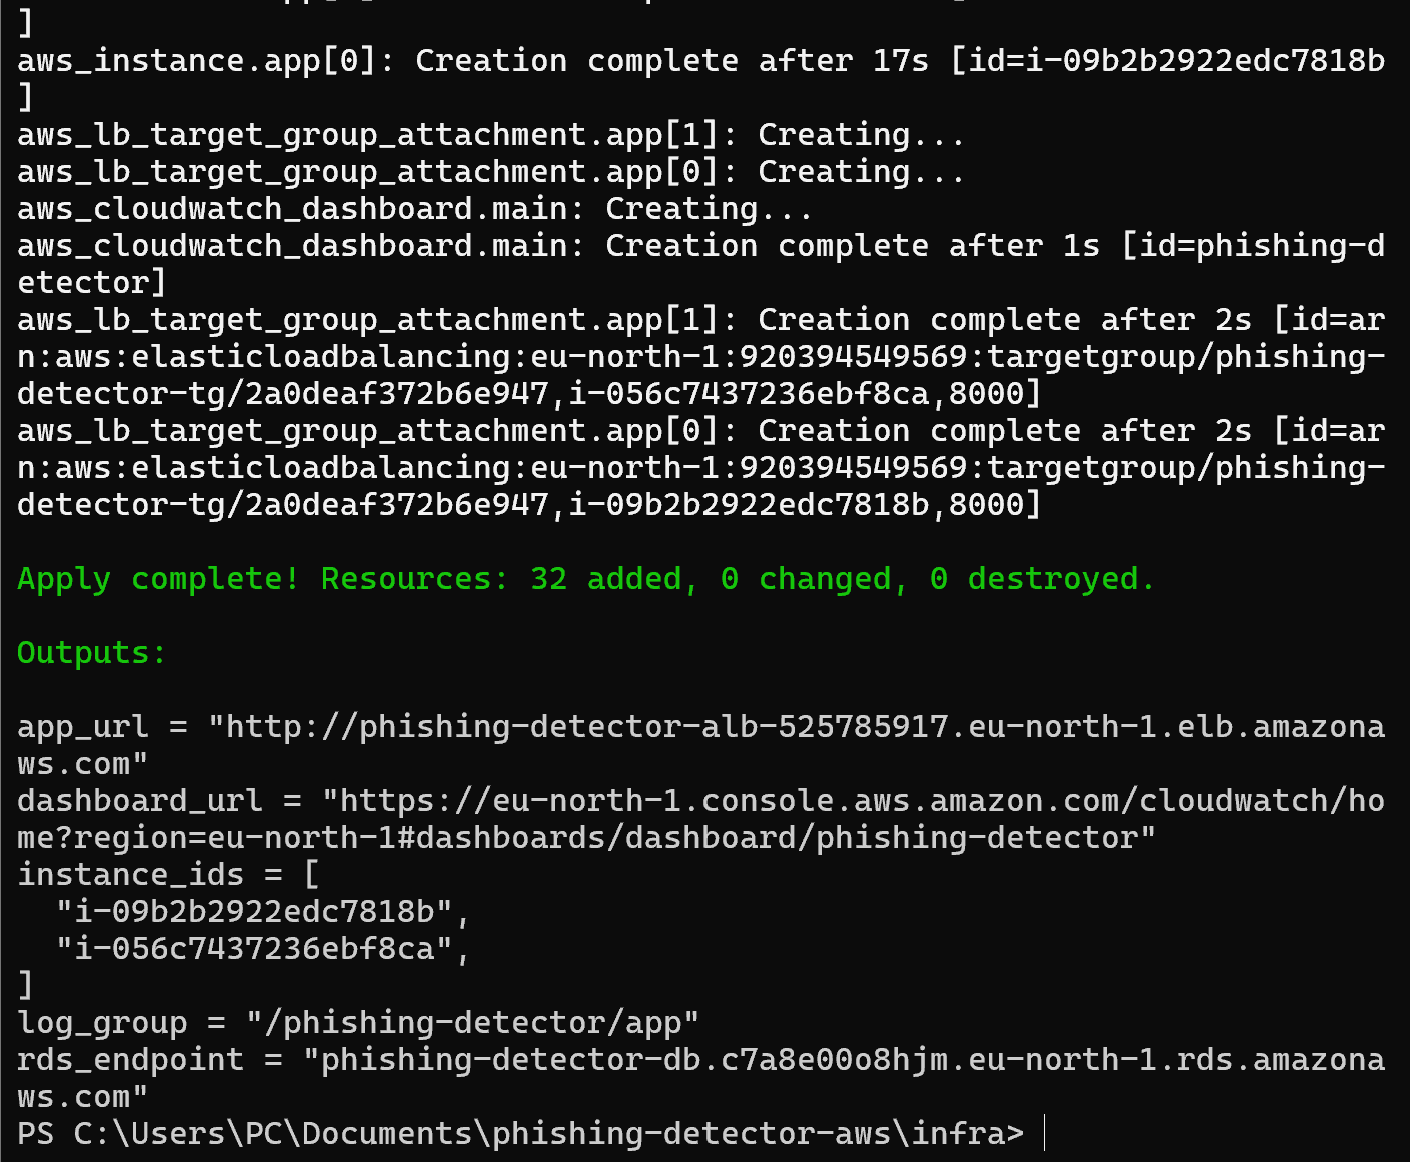 ]
aws_instance.app[0]: Creation complete after 17s [id=i-09b2b2922edc7818b
]
aws_lb_target_group_attachment.app[1]: Creating...
aws_lb_target_group_attachment.app[0]: Creating...
aws_cloudwatch_dashboard.main: Creating...
aws_cloudwatch_dashboard.main: Creation complete after 1s [id=phishing-d
etector]
aws_lb_target_group_attachment.app[1]: Creation complete after 2s [id=ar
n:aws:elasticloadbalancing:eu-north-1:920394549569:targetgroup/phishing-
detector-tg/2a0deaf372b6e947,i-056c7437236ebf8ca,8000]
aws_lb_target_group_attachment.app[0]: Creation complete after 2s [id=ar
n:aws:elasticloadbalancing:eu-north-1:920394549569:targetgroup/phishing-
detector-tg/2a0deaf372b6e947,i-09b2b2922edc7818b,8000]
Apply complete! Resources: 32 added, 0 changed, 0 destroyed.
Outputs:
app_url = "http://phishing-detector-alb-525785917.eu-north-1.elb.amazona
ws.com"
dashboard_url = "https://eu-north-1.console.aws.amazon.com/cloudwatch/ho
me?region=eu-north-1#dashboards/dashboard/phishing-detector"
instance_ids = [
  "i-09b2b2922edc7818b",
  "i-056c7437236ebf8ca",
]
log_group = "/phishing-detector/app"
rds_endpoint = "phishing-detector-db.c7a8e00o8hjm.eu-north-1.rds.amazona
ws.com"
PS C:\Users\PC\Documents\phishing-detector-aws\infra>